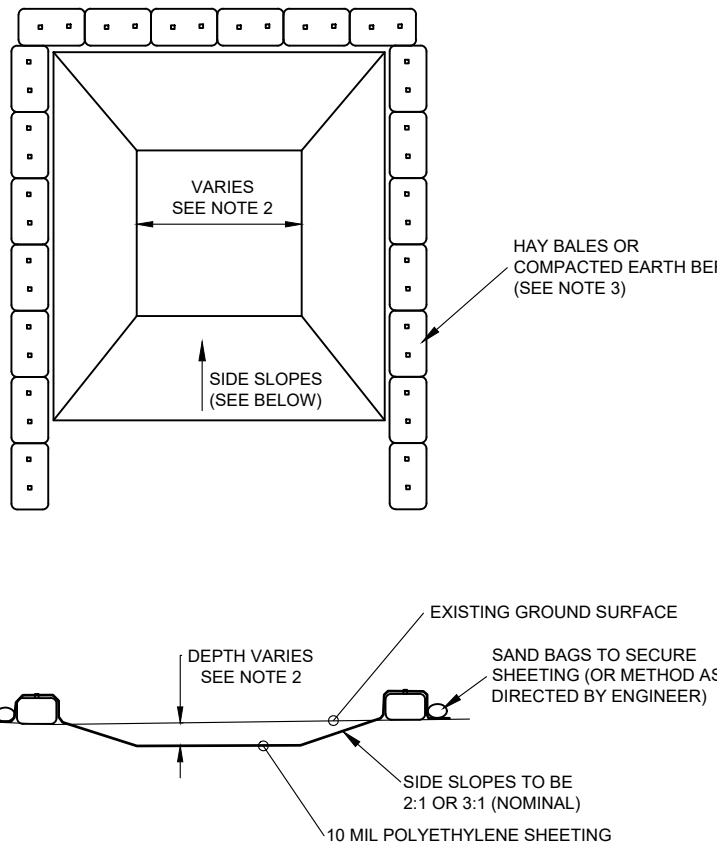 VARIES
SEE NOTE 2
HAY BALES OR
COMPACTED EARTH
(SEE NOTE 3)
SIDE SLOPES
(SEE BELOW)
EXISTING GROUND SURFACE
DEPTH VARIES
SEE NOTE 2
SAND BAGS TO SECURE
SHEETING (OR METHOD AS
DIRECTED BY ENGINEER)
SIDE SLOPES TO BE
2:1 OR 3:1 (NOMINAL)
10 MIL POLYETHYLENE SHEETING